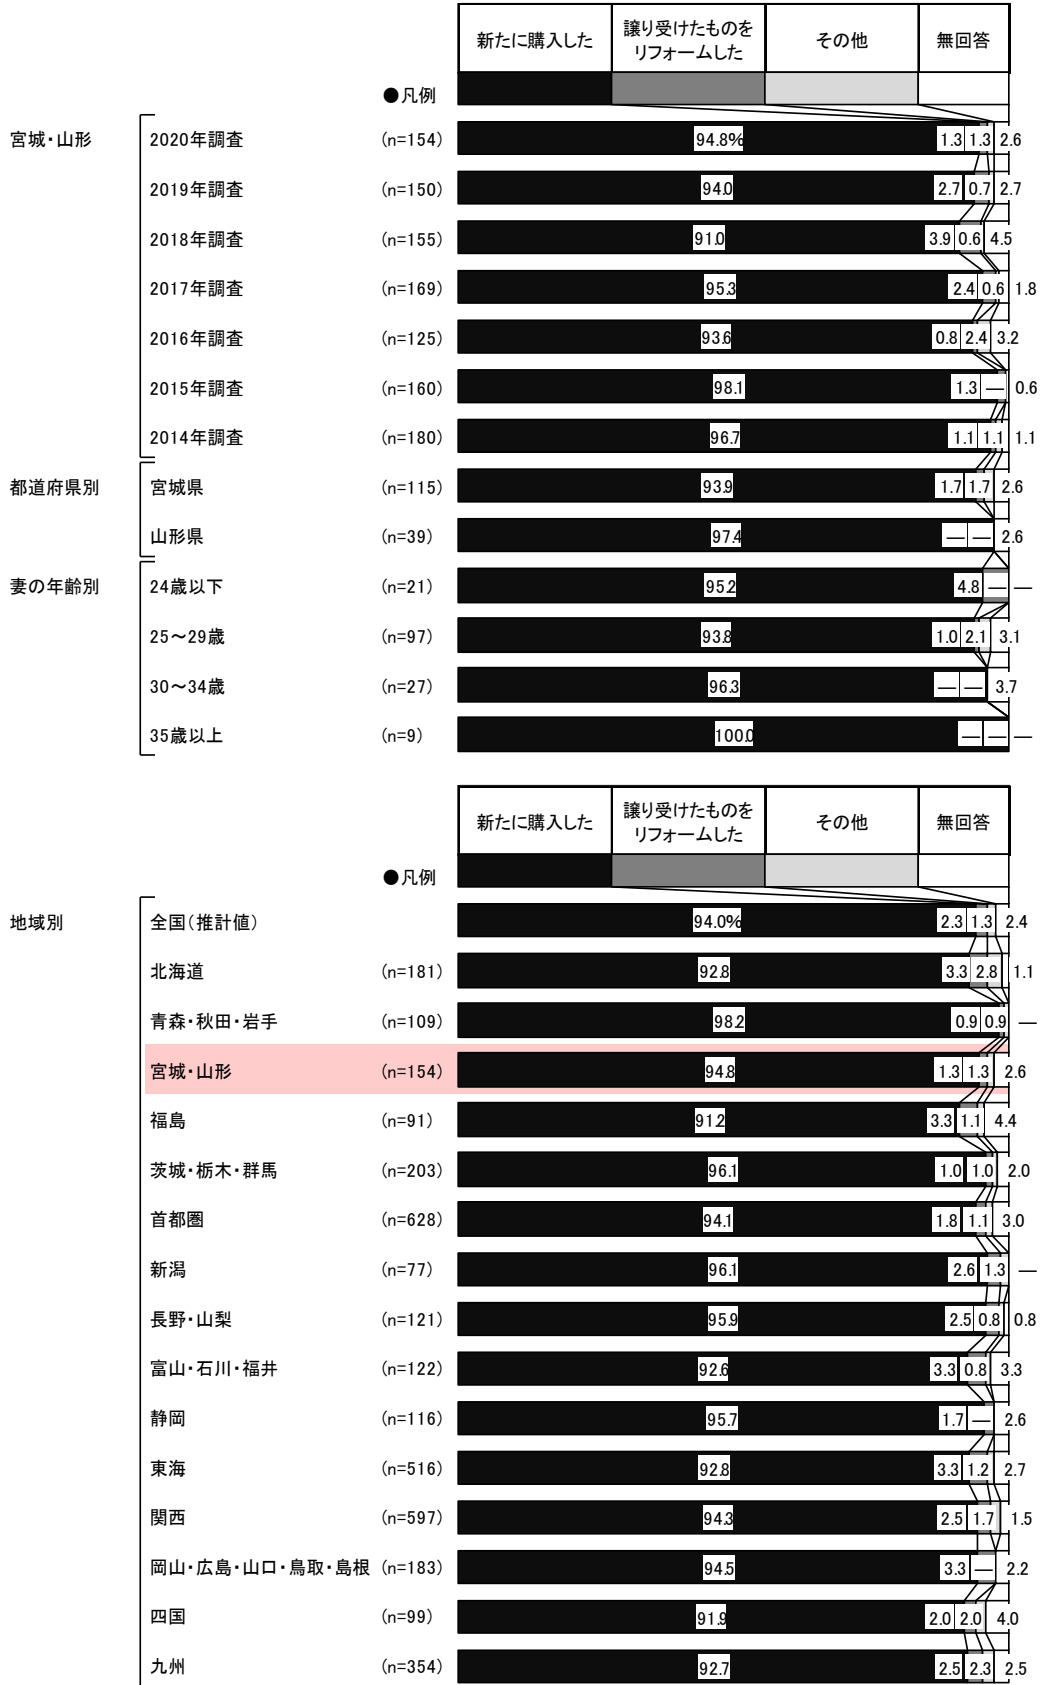 新たに購入した 譲り受けたものを
リフォームした その他 無回答
●凡例
宮城・山形 2020年調査 (n=154) 94.8% 1.3 1.3 2.6
2019年調査 (n=150) 94.0 2.7 0.7 2.7
2018年調査 (n=155) 91.0 3.9 0.6 4.5
2017年調査 (n=169) 95.3 2.4 0.6 1.8
2016年調査 (n=125) 93.6 0.8 2.4 3.2
2015年調査 (n=160) 98.1 1.3 — 0.6
2014年調査 (n=180) 96.7 1.1 1.1 1.1
都道府県別 宮城県 (n=115) 93.9 1.7 1.7 2.6
山形県 (n=39) 97.4 — — 2.6
妻の年齢別 24歳以下 (n=21) 95.2 4.8 — —
25～29歳 (n=97) 93.8 1.0 2.1 3.1
30～34歳 (n=27) 96.3 — — 3.7
35歳以上 (n=9) 100.0 — — —
新たに購入した 譲り受けたものを
リフォームした その他 無回答
●凡例
地域別 全国(推計値) 94.0% 2.3 1.3 2.4
北海道 (n=181) 92.8 3.3 2.8 1.1
青森・秋田・岩手 (n=109) 98.2 0.9 0.9 —
宮城・山形 (n=154) 94.8 1.3 1.3 2.6
福島 (n=91) 91.2 3.3 1.1 4.4
茨城・栃木・群馬 (n=203) 96.1 1.0 1.0 2.0
首都圏 (n=628) 94.1 1.8 1.1 3.0
新潟 (n=77) 96.1 2.6 1.3 —
長野・山梨 (n=121) 95.9 2.5 0.8 0.8
富山・石川・福井 (n=122) 92.6 3.3 0.8 3.3
静岡 (n=116) 95.7 1.7 — 2.6
東海 (n=516) 92.8 3.3 1.2 2.7
関西 (n=597) 94.3 2.5 1.7 1.5
岡山・広島・山口・鳥取・島根 (n=183) 94.5 3.3 — 2.2
四国 (n=99) 91.9 2.0 2.0 4.0
九州 (n=354) 92.7 2.5 2.3 2.5